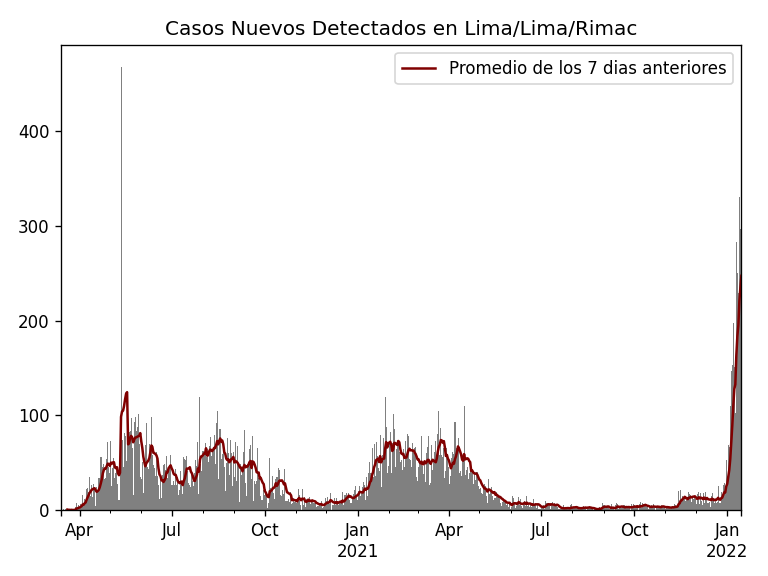 Casos Nuevos Detectados en Lima/Lima/Rimac
Promedio de los 7 dias anteriores
400
300
200
100
0
Apr Jul Oct Jan Apr Jul Oct Jan
2021 2022